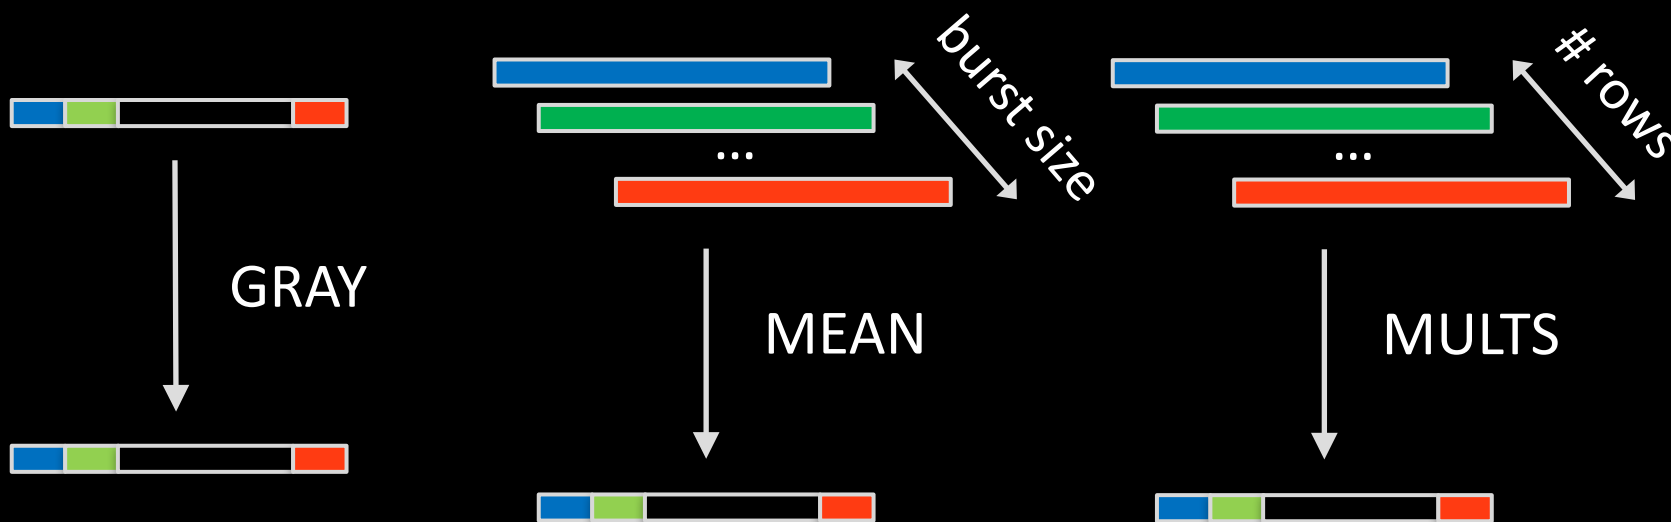 burst size
# rows
...
...
GRAY
MEAN
MULTS